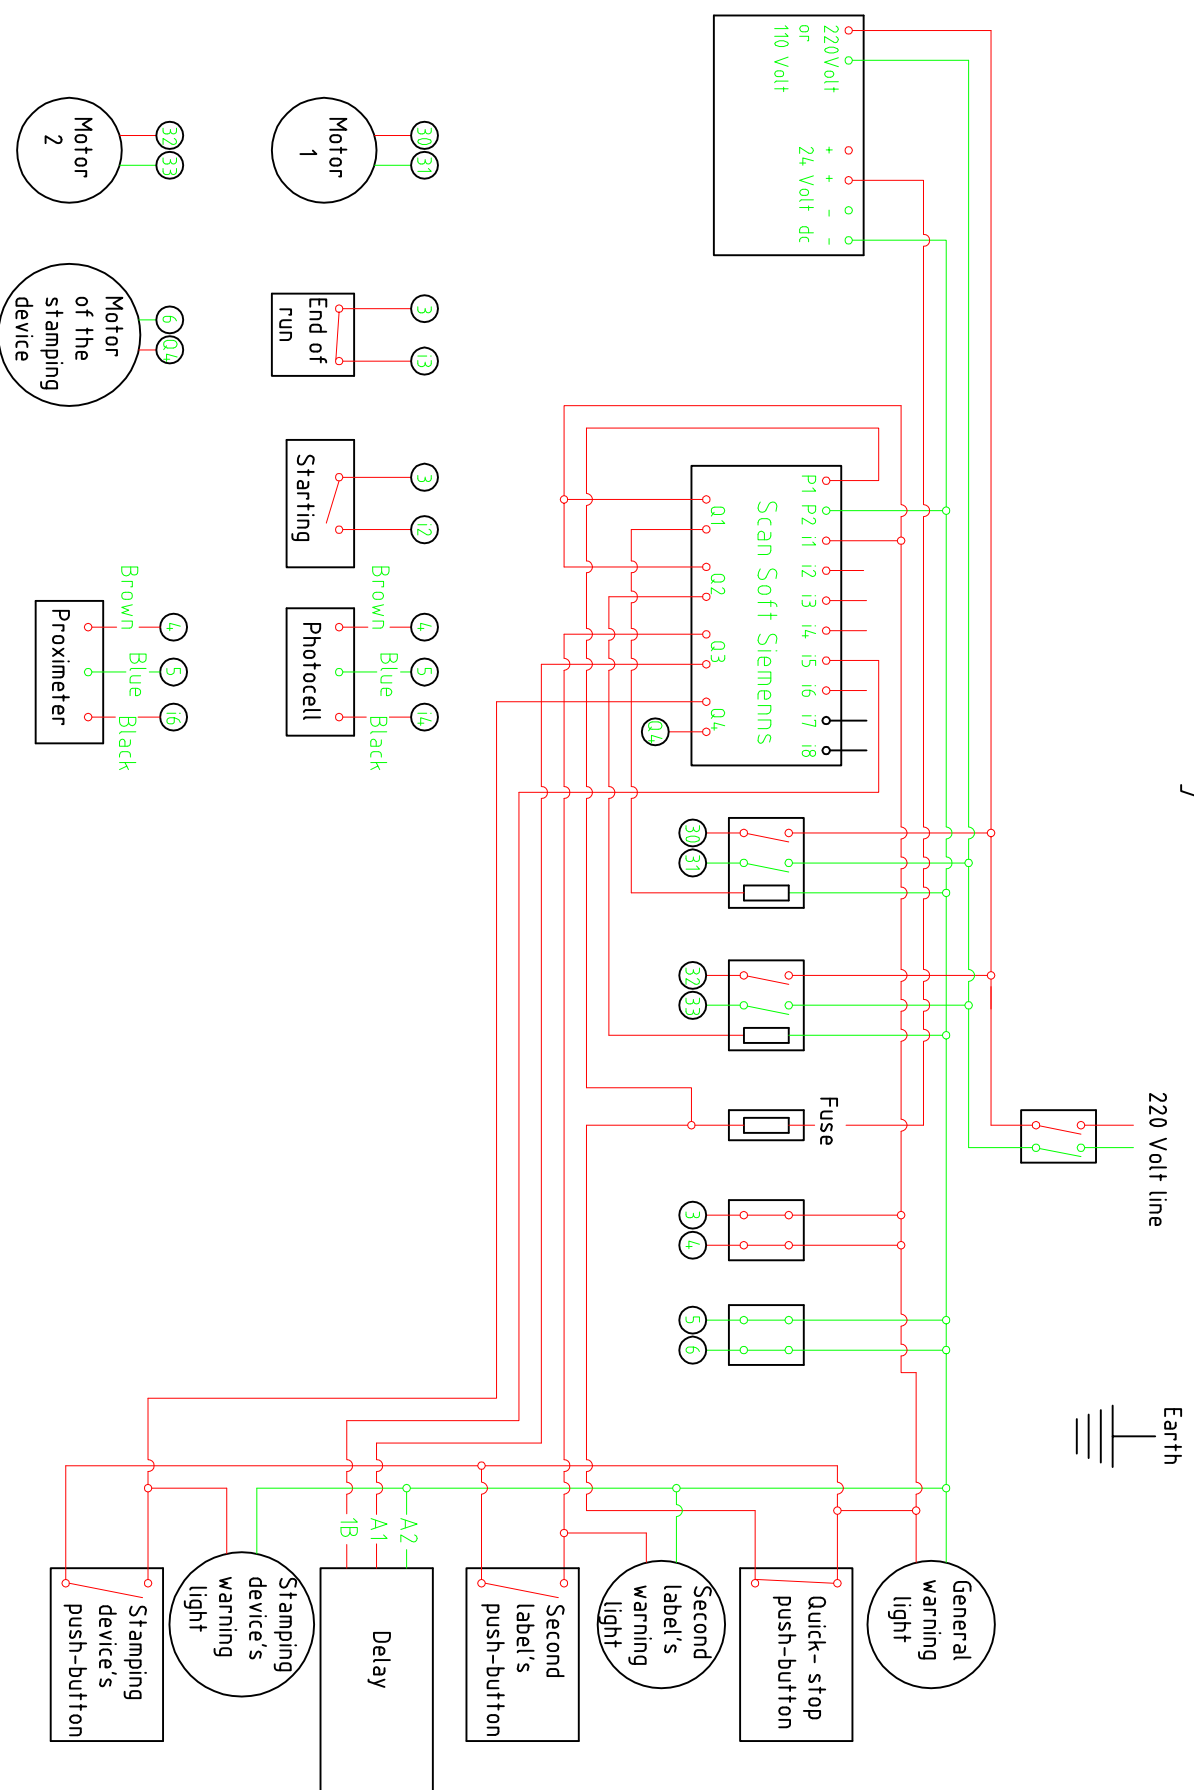 220 Volt line
Earth
220Volt
or
110 Volt
+ + - -
24 Volt dc
P1 P2 i1 i2 i3 i4 i5 i6 i7 i8
Scan Soft Siemenns
Q1 Q2 Q3 Q4
Q4
30
31
32
33
Fuse
3
4
5
6
Motor
1
30
31
Motor
2
32
33
End of
run
3
i3
Motor
of the
stamping
device
6
Q4
Starting
3
i2
Photocell
Brown
4
Blue
5
Black
i4
Proximeter
Brown
4
Blue
5
Black
i6
General
warning
light
Quick-stop
push-button
Second
label's
warning
light
Second
label's
push-button
A2
A1
1B
Delay
Stamping
device's
warning
light
Stamping
device's
push-button